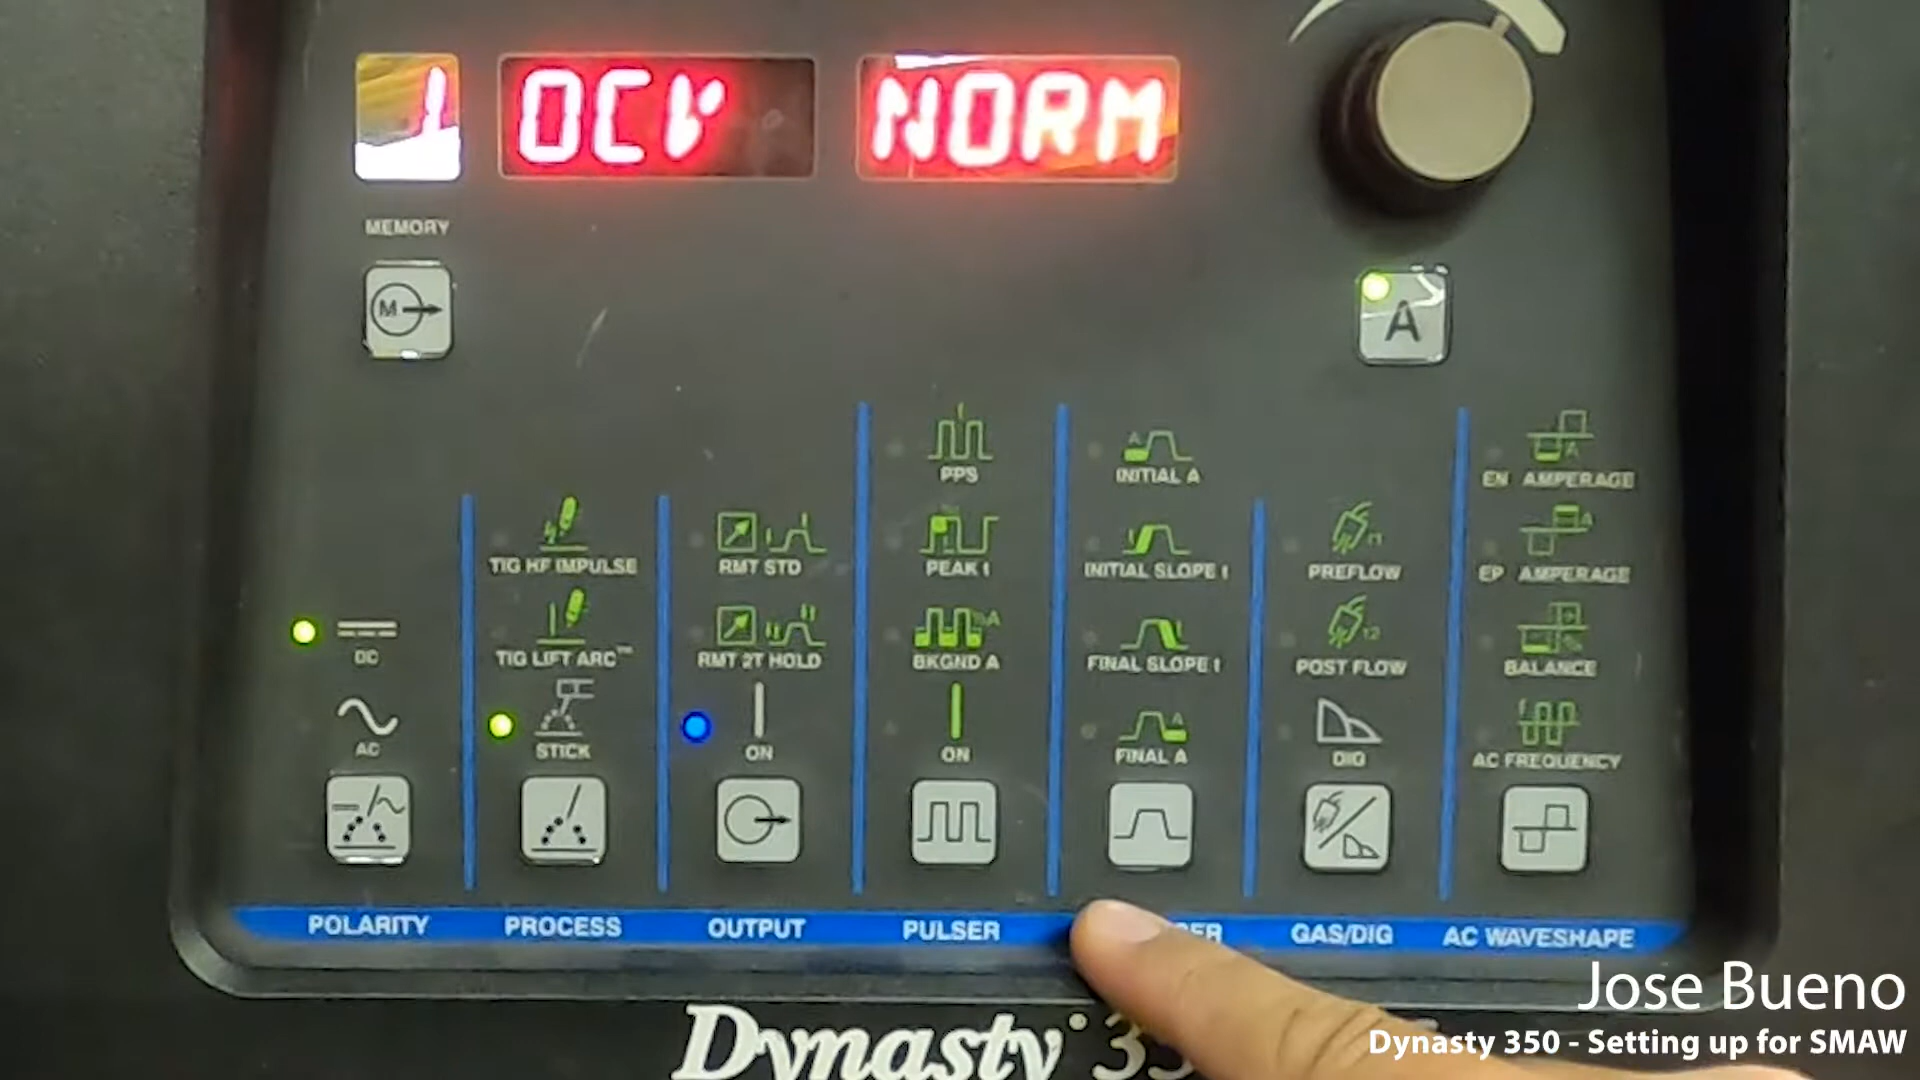 1 OCV NORM
MEMORY
M
A
PPS
INITIAL A
EN AMPERAGE
TIG HF IMPULSE
RMT STD
PEAK t
INITIAL SLOPE t
PREFLOW
EP AMPERAGE
DC
TIG LIFT ARC™
RMT 2T HOLD
BKGND A
FINAL SLOPE t
POST FLOW
BALANCE
AC
STICK
ON
ON
FINAL A
DIG
AC FREQUENCY
POLARITY
PROCESS
OUTPUT
PULSER
GAS/DIG
AC WAVESHAPE
Dynasty
Jose Bueno
Dynasty 350 - Setting up for SMAW